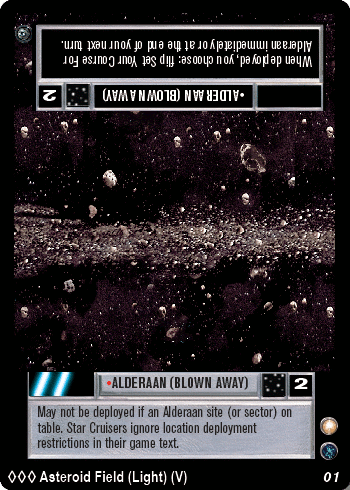 When deployed, you choose: flip Set Your Course For
Alderaan immediately or at the end of your next turn.
•ALDERAAN (BLOWN AWAY)
2
•ALDERAAN (BLOWN AWAY)
2
May not be deployed if an Alderaan site (or sector) on
table. Star Cruisers ignore location deployment
restrictions in their game text.
◊◊◊ Asteroid Field (Light) (V)
01